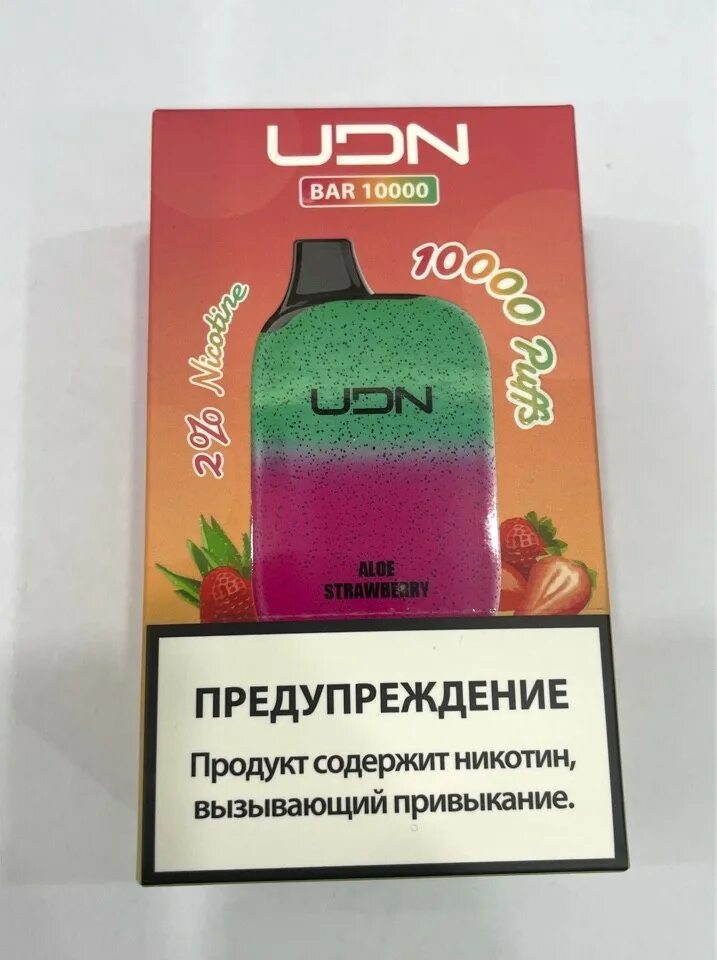 UDN
BAR 10000
10000 Puffs
2% Nicotine
UDN
ALOE
STRAWBERRY
ПРЕДУПРЕЖДЕНИЕ
Продукт содержит никотин,
вызывающий привыкание.